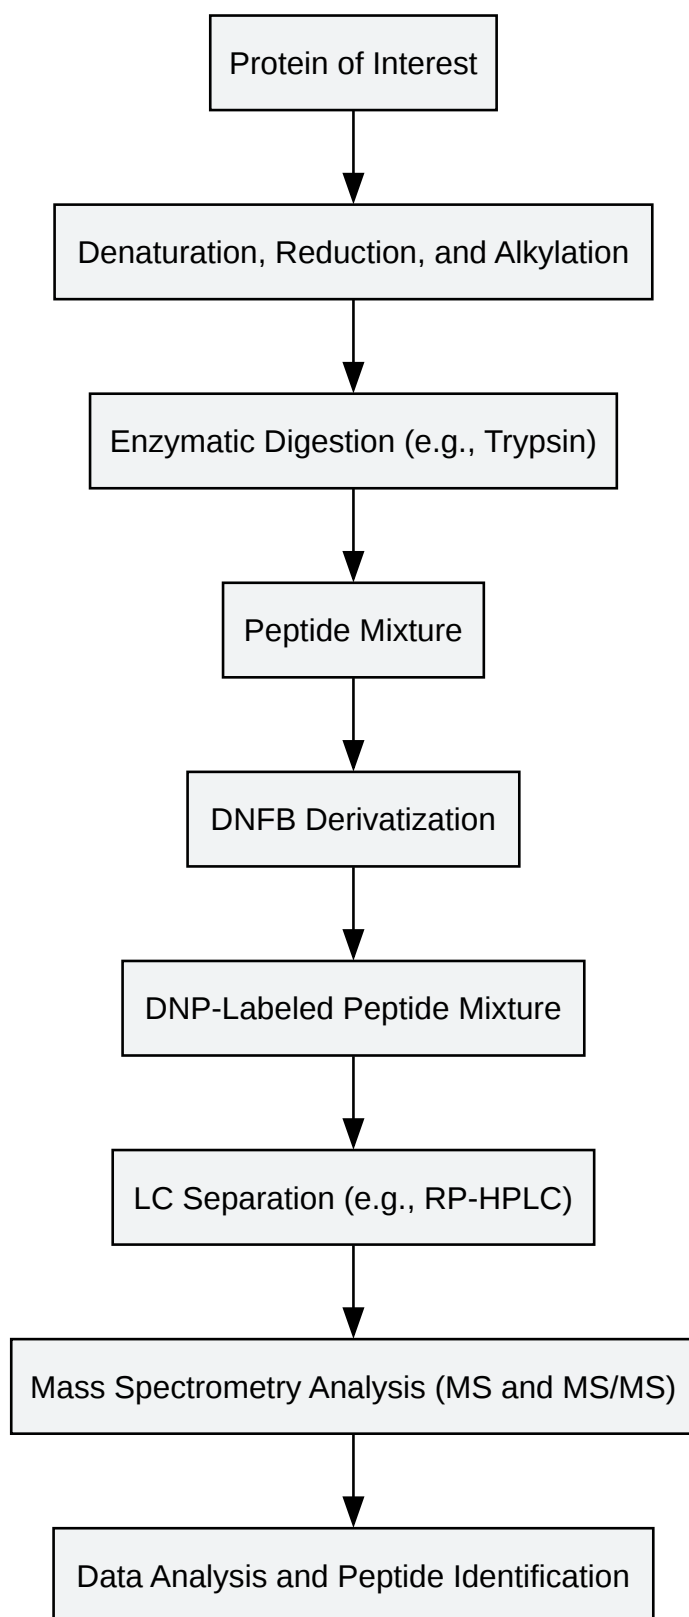 Protein of Interest
Denaturation, Reduction, and Alkylation
Enzymatic Digestion (e.g., Trypsin)
Peptide Mixture
DNFB Derivatization
DNP-Labeled Peptide Mixture
LC Separation (e.g., RP-HPLC)
Mass Spectrometry Analysis (MS and MS/MS)
Data Analysis and Peptide Identification